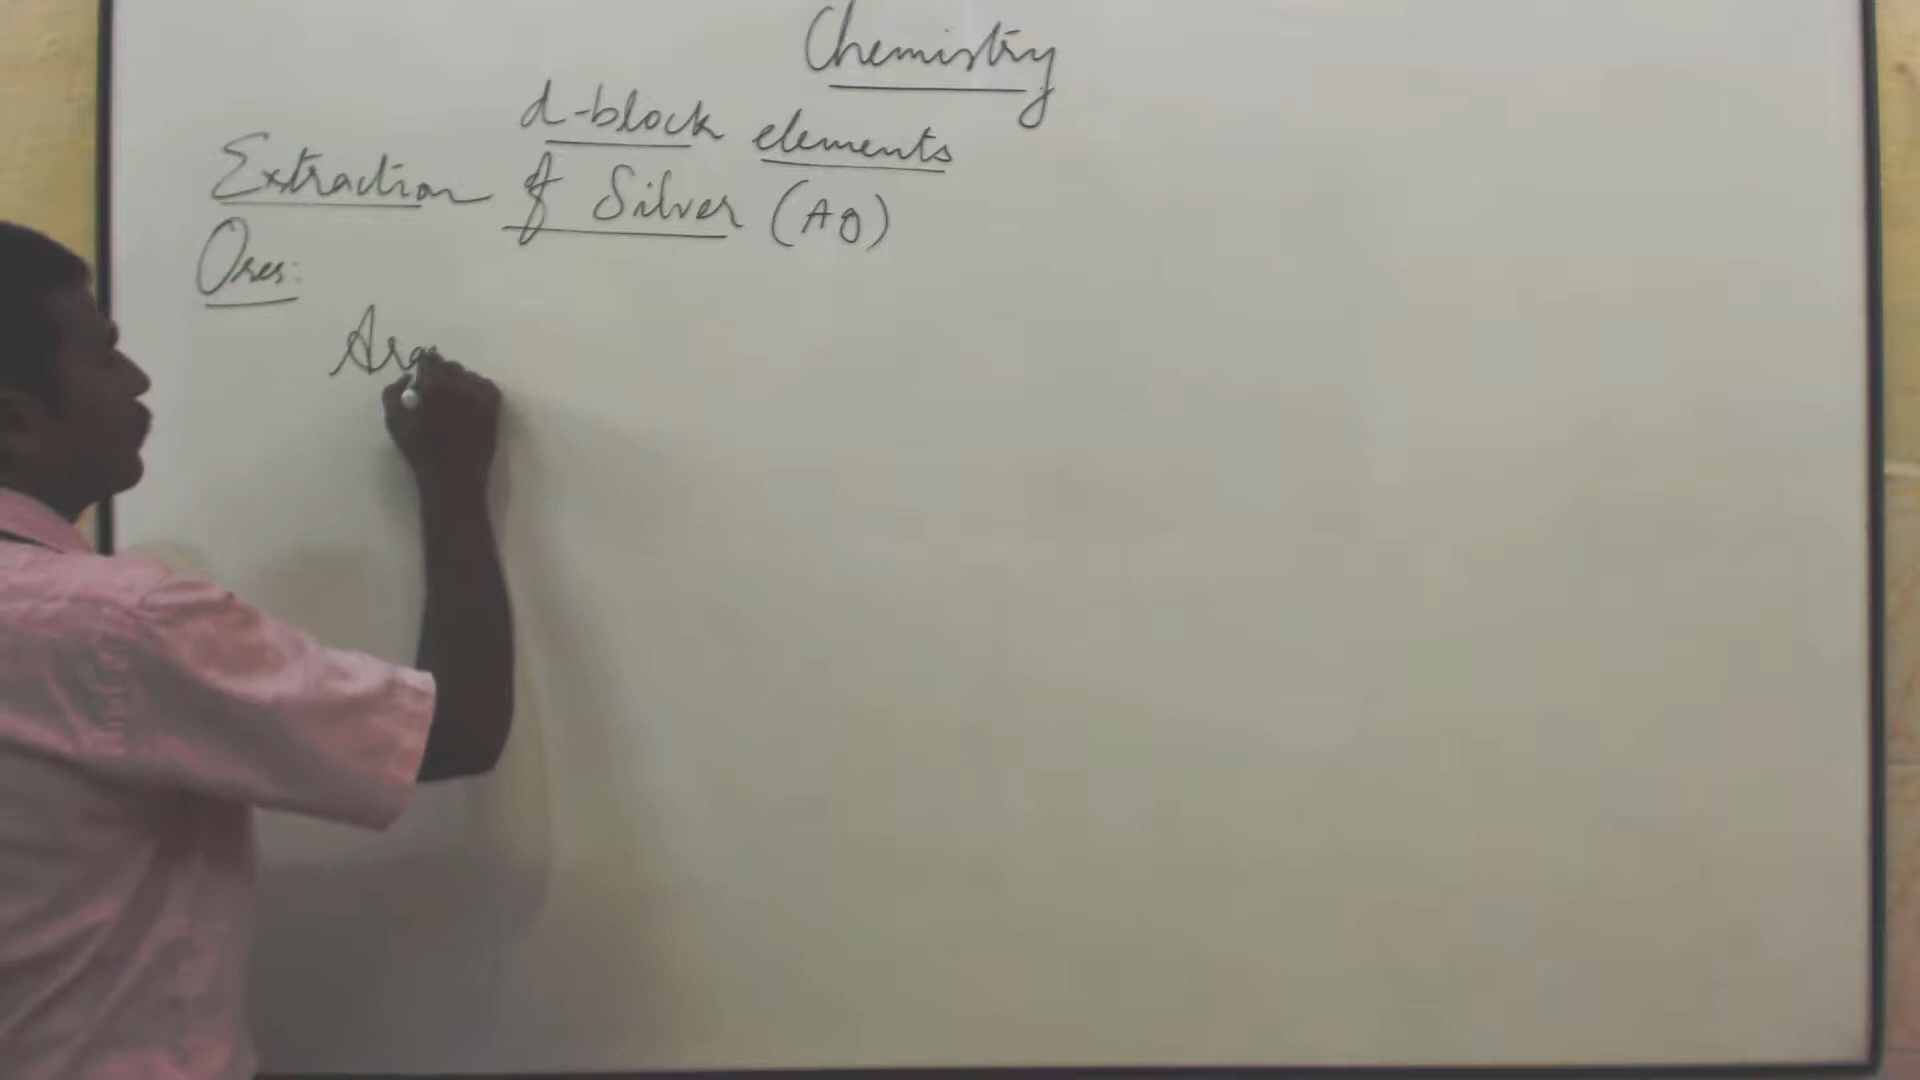 Chemistry
d-block elements
Extraction of Silver (Ag)
Ores: